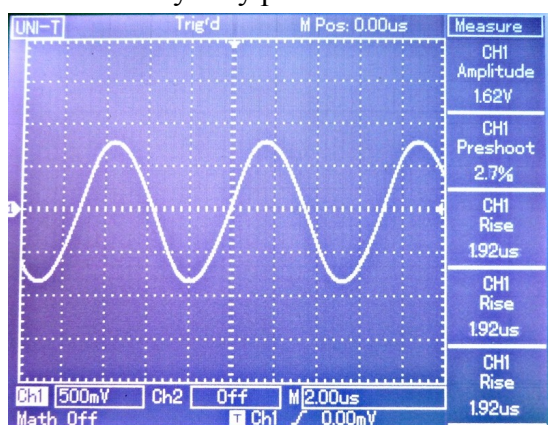 UNI-T Trig'd M Pos: 0.00us Measure
CH1
Amplitude
1.62V
CH1
Preshoot
2.7%
1
CH1
Rise
1.92us
CH1
Rise
1.92us
CH1
Rise
1.92us
Ch1 500mV Ch2 Off M 2.00us
Math Off T Ch1 0.00mV